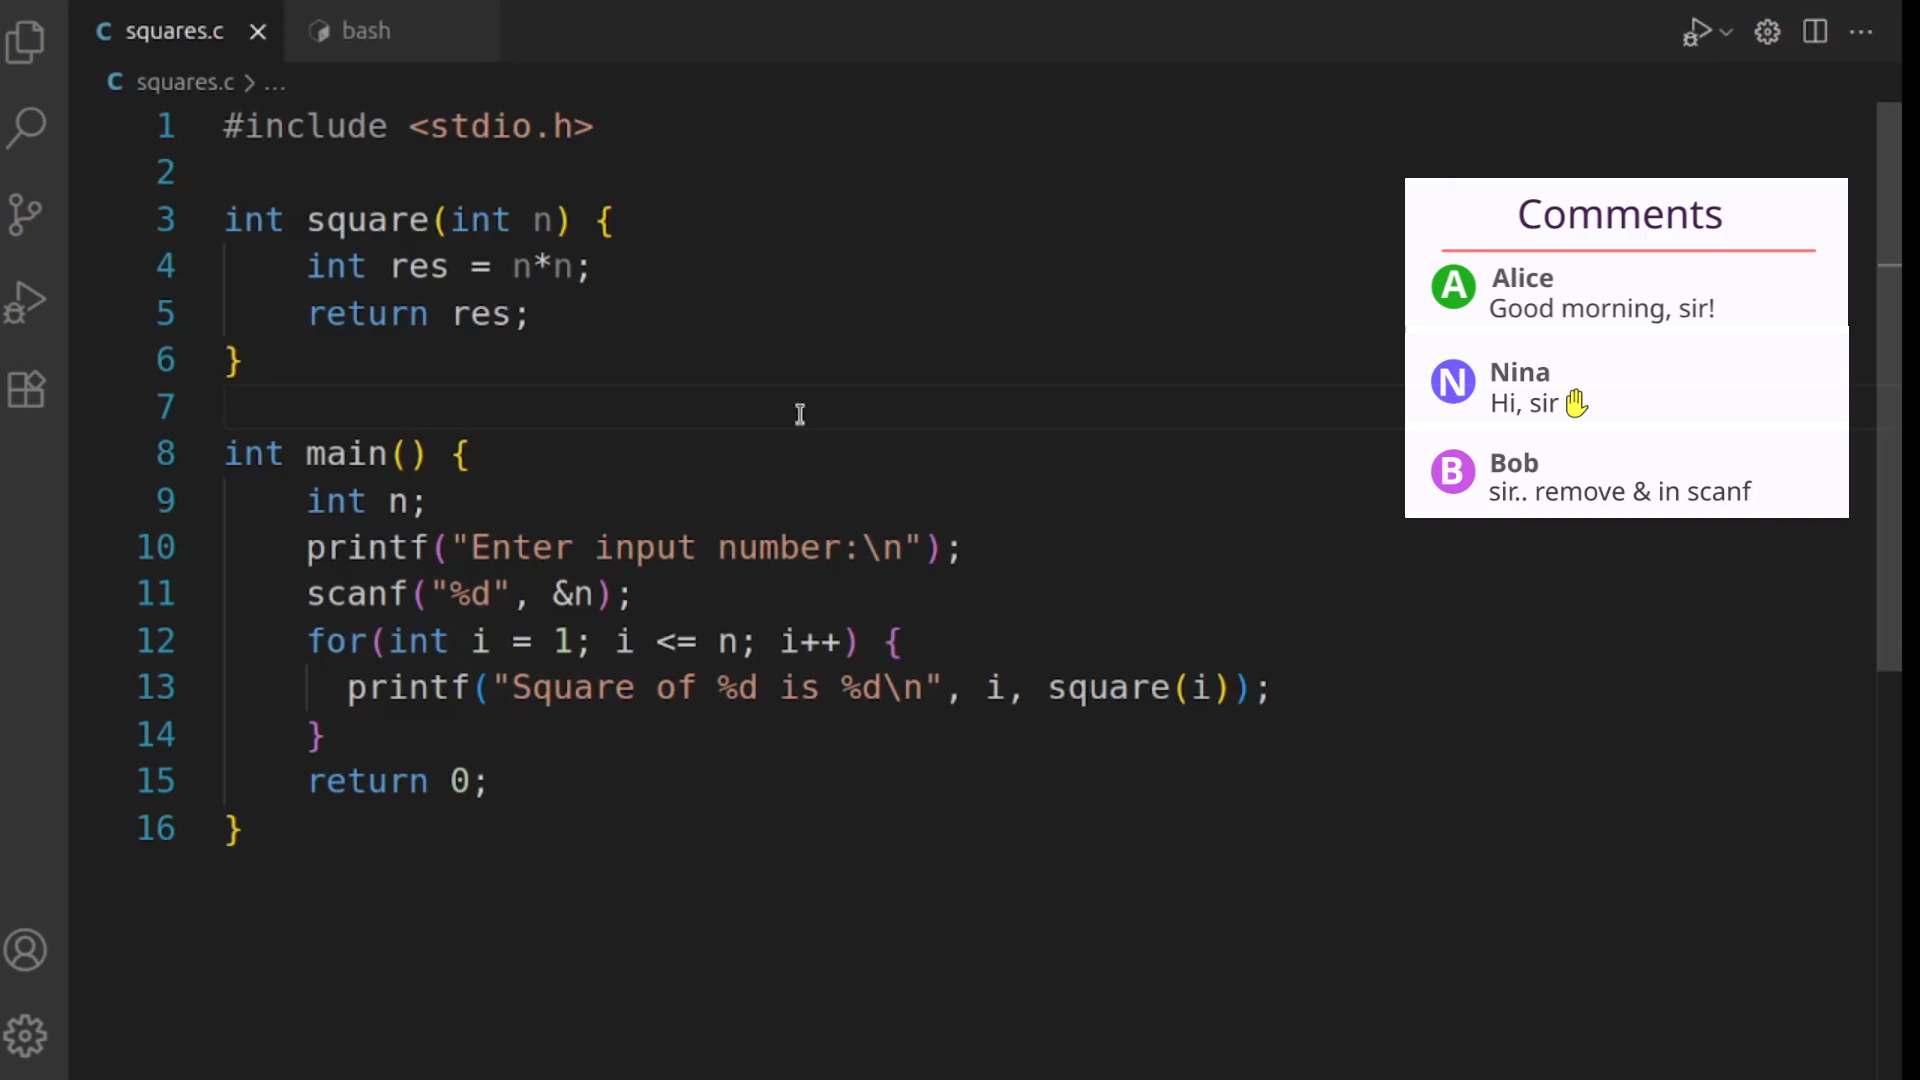 squares.c
bash
squares.c > ...
1 #include <stdio.h>
2
3 int square(int n) {
4     int res = n*n;
5     return res;
6 }
7
8 int main() {
9     int n;
10     printf("Enter input number:\n");
11     scanf("%d", &n);
12     for(int i = 1; i <= n; i++) {
13       printf("Square of %d is %d\n", i, square(i));
14     }
15     return 0;
16 }
Comments
A Alice
Good morning, sir!
N Nina
Hi, sir
B Bob
sir.. remove & in scanf